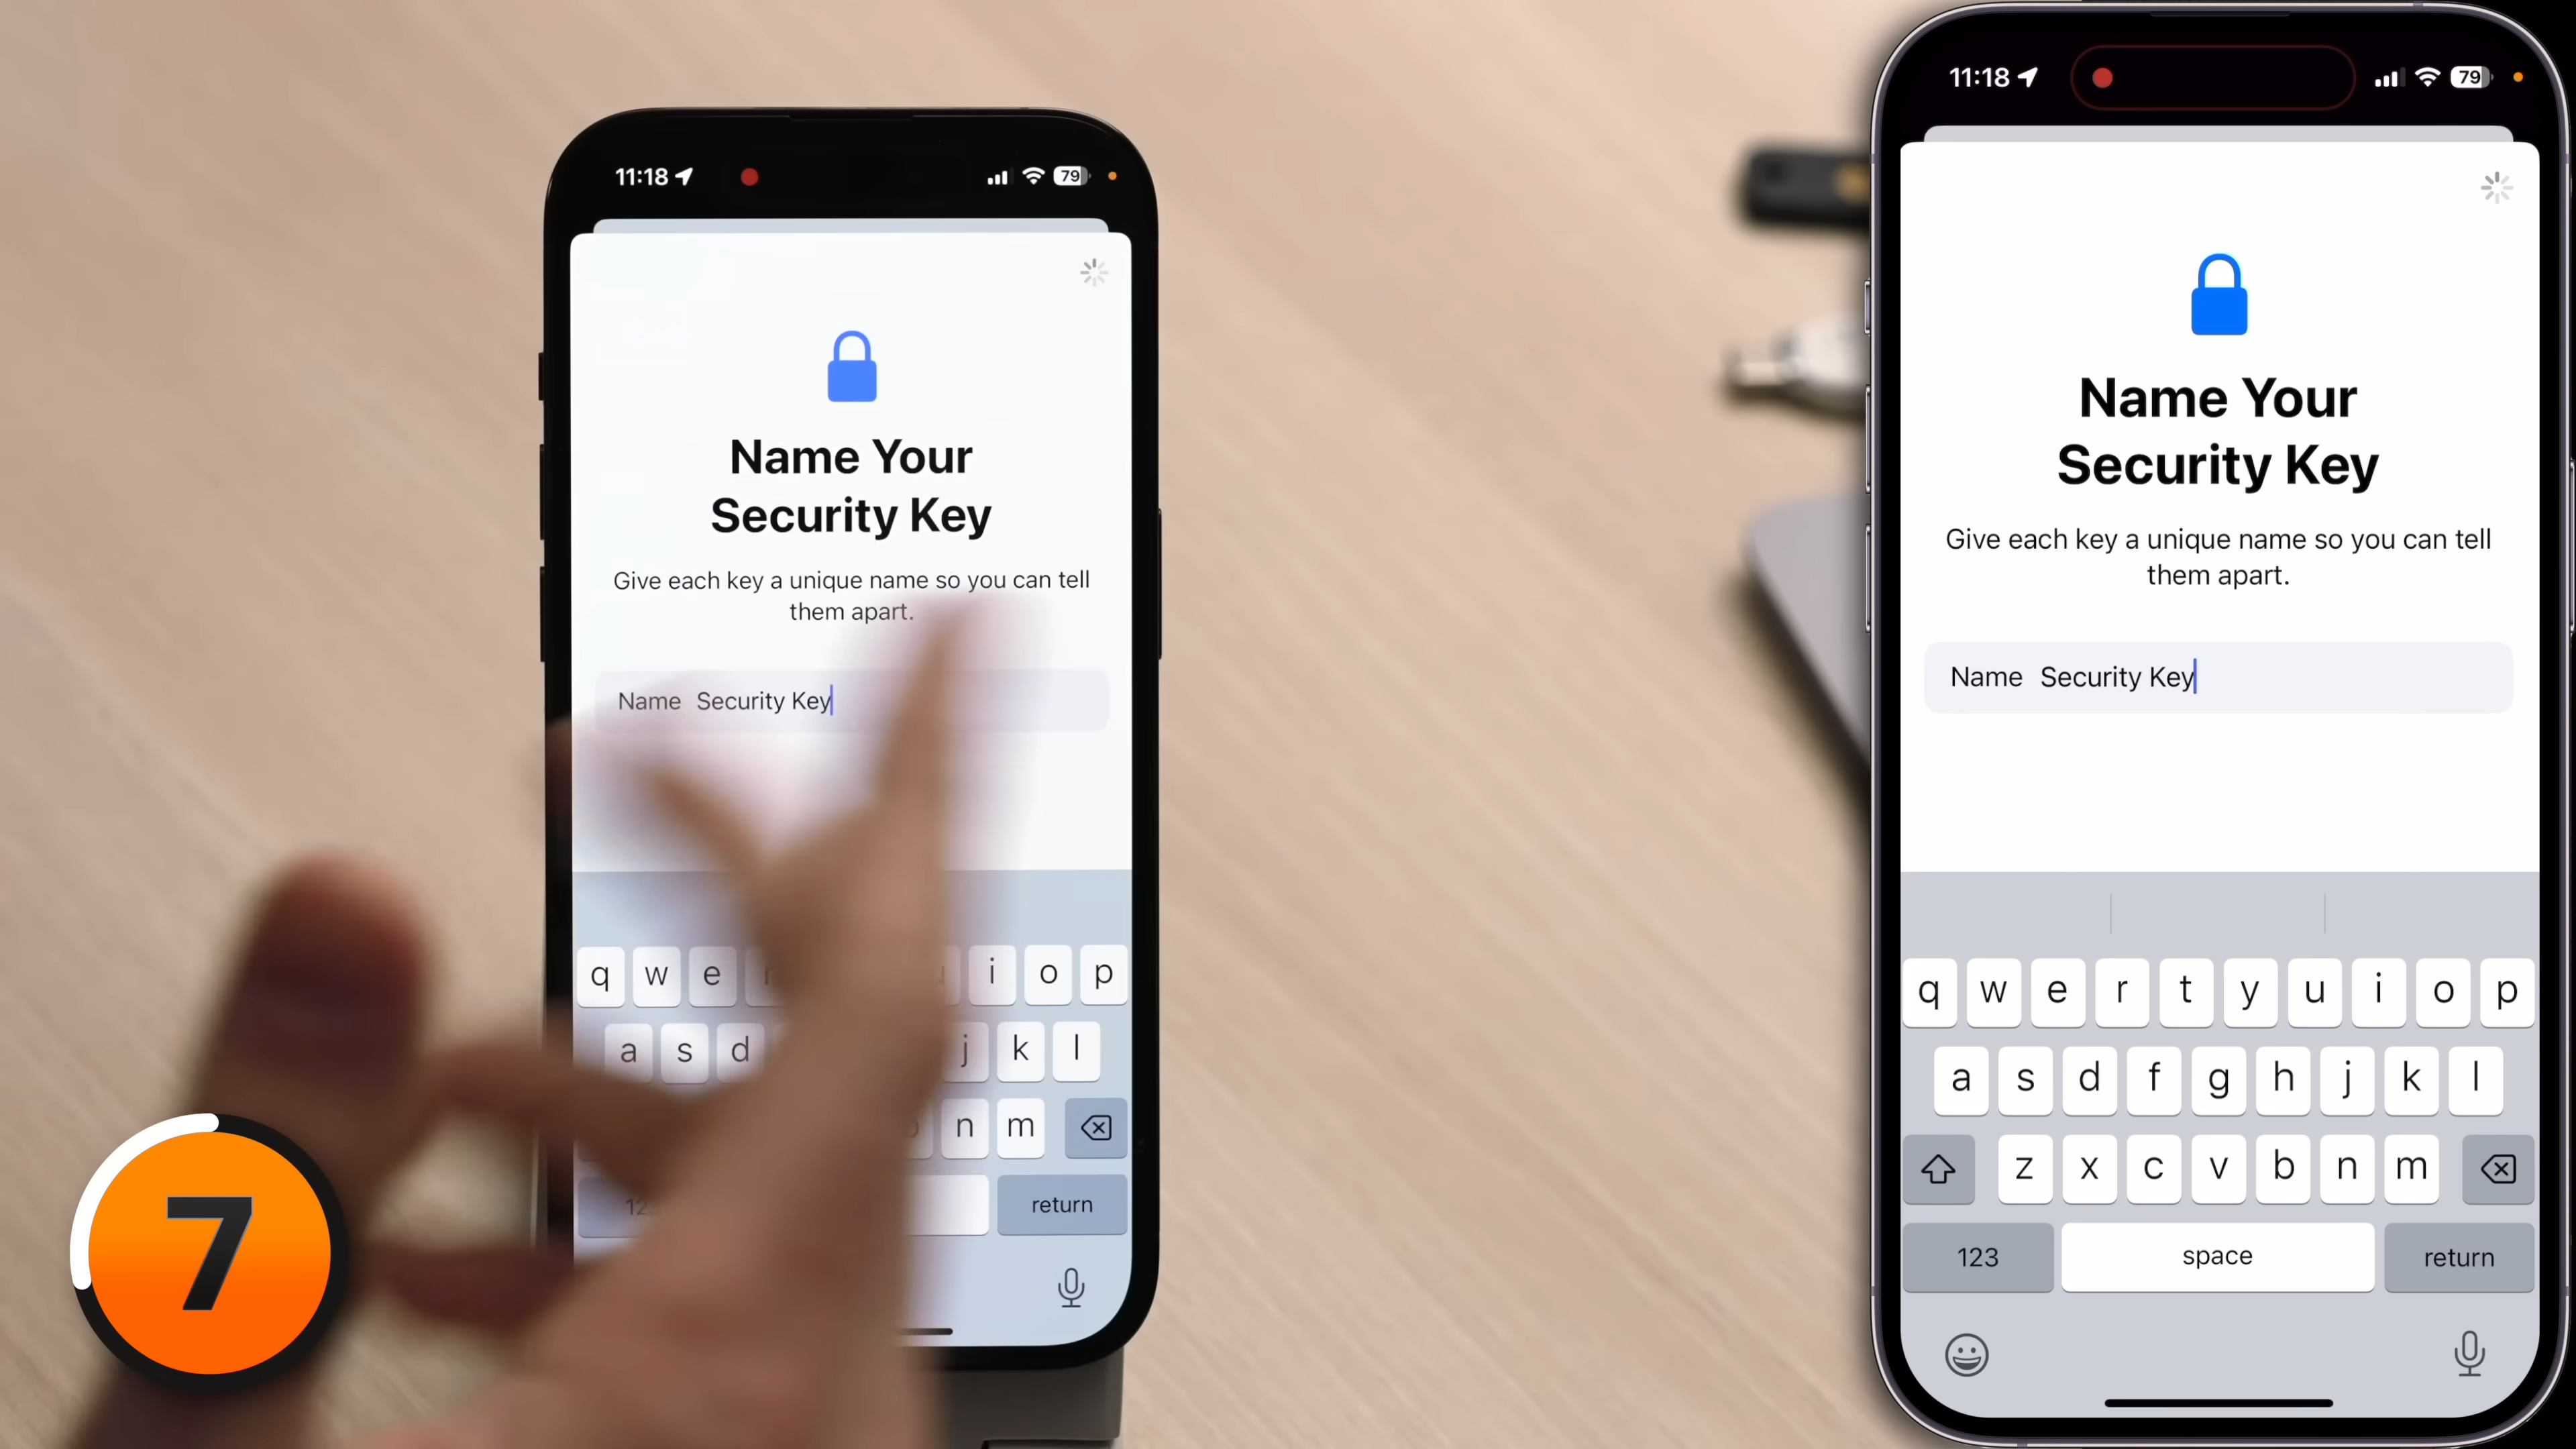 11:18
79
Name Your
Security Key
Give each key a unique name so you can tell
them apart.
Name Security Key
q w e i o p
a s d j k l
n m
return
7
11:18
79
Name Your
Security Key
Give each key a unique name so you can tell
them apart.
Name Security Key
q w e r t y u i o p
a s d f g h j k l
z x c v b n m
123 space return